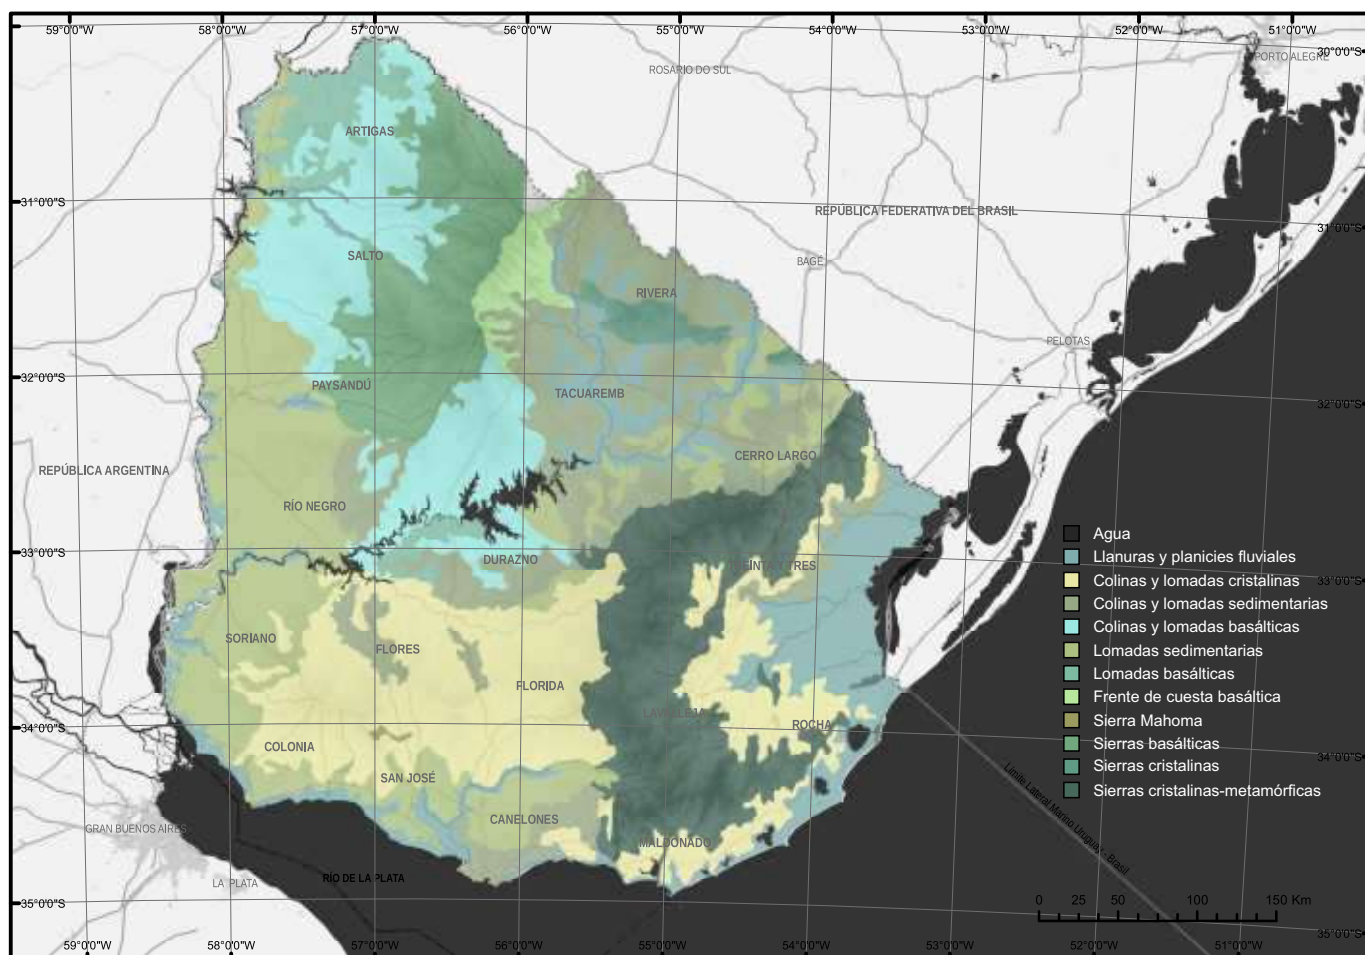 59°0'0"W 58°0'0"W 57°0'0"W 56°0'0"W 55°0'0"W 54°0'0"W 53°0'0"W 52°0'0"W 51°0'0"W
30°0'0"S
PORTO ALEGRE
ROSARIO DO SUL
ARTIGAS
31°0'0"S
REPÚBLICA FEDERATIVA DEL BRASIL
31°0'0"S
SALTO
BAGÉ
RIVERA
PELOTAS
32°0'0"S
PAYSANDÚ
TACUAREMB
32°0'0"S
CERRO LARGO
REPÚBLICA ARGENTINA
RÍO NEGRO
33°0'0"S
DURAZNO
EINTA Y TRES
33°0'0"S
SORIANO
FLORES
FLORIDA
LAVALLEJA
ROCHA
34°0'0"S
COLONIA
SAN JOSÉ
34°0'0"S
CANELONES
GRAN BUENOS AIRES
MALDONADO
LA PLATA
RÍO DE LA PLATA
35°0'0"S
35°0'0"S
Agua
Llanuras y planicies fluviales
Colinas y lomadas cristalinas
Colinas y lomadas sedimentarias
Colinas y lomadas basálticas
Lomadas sedimentarias
Lomadas basálticas
Frente de cuesta basáltica
Sierra Mahoma
Sierras basálticas
Sierras cristalinas
Sierras cristalinas-metamórficas
Límite Lateral Marino Uruguay - Brasil
0 25 50 100 150 Km
59°0'0"W 58°0'0"W 57°0'0"W 56°0'0"W 55°0'0"W 54°0'0"W 53°0'0"W 52°0'0"W 51°0'0"W